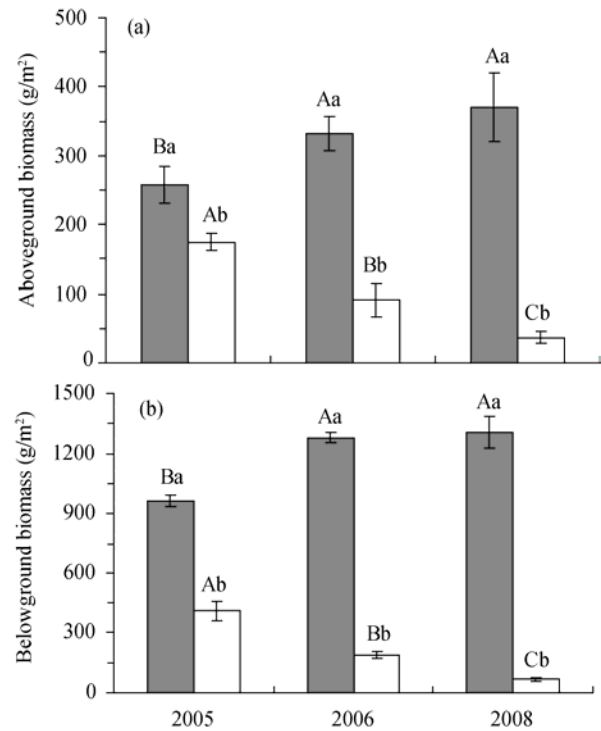 (a)
Aboveground biomass (g/m²)
500
400
300
200
100
0
Ba
Ab
Aa
Bb
Aa
Cb
(b)
Belowground biomass (g/m²)
1500
1200
900
600
300
0
Ba
Ab
Aa
Bb
Aa
Cb
2005 2006 2008